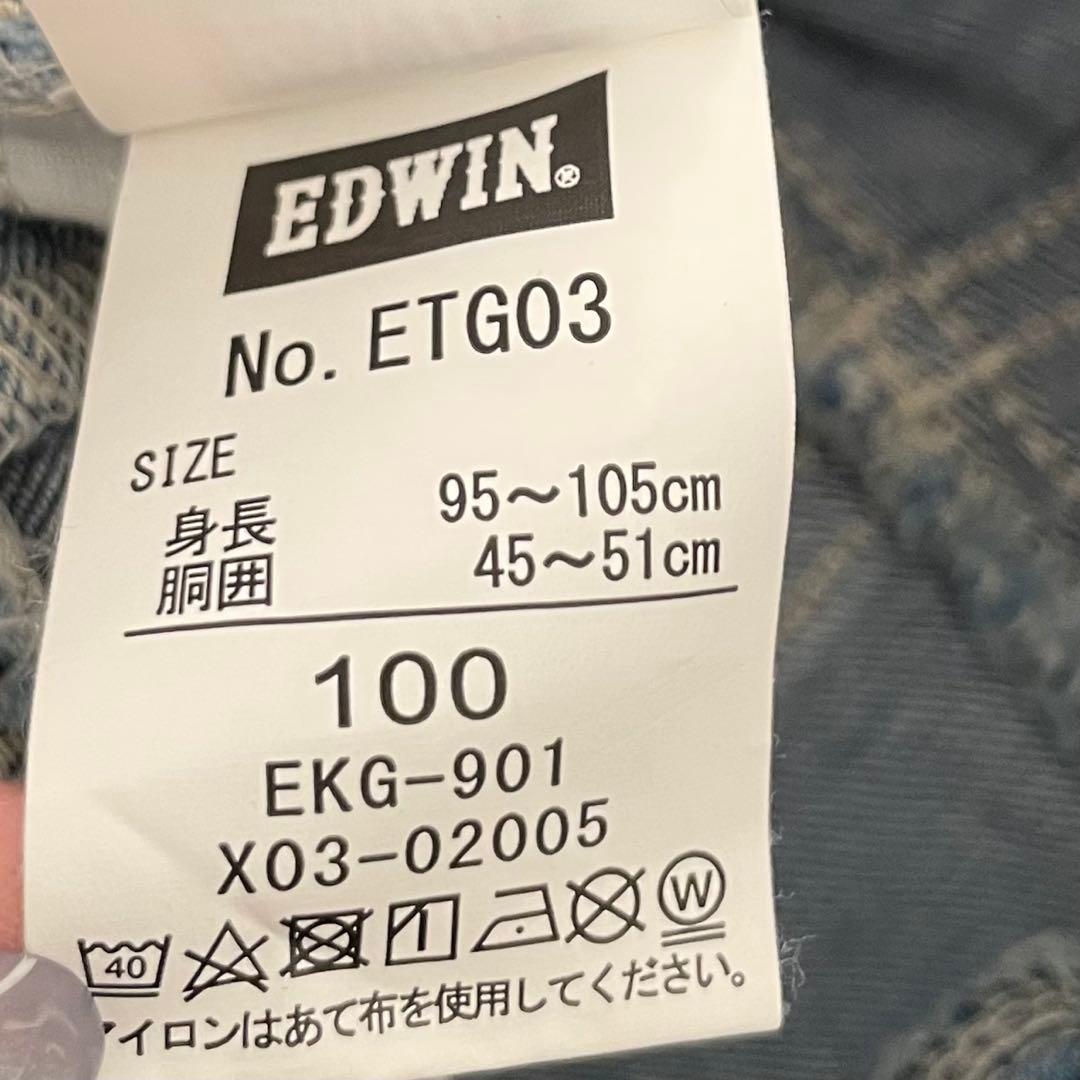 EDWIN®
No. ETG03
SIZE
身長 95~105cm
胴囲 45~51cm
100
EKG-901
X03-02005
40 W
アイロンはあて布を使用してください。